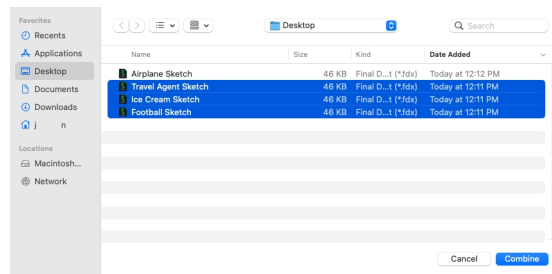 Favorites
Recents
Applications
Desktop
Documents
Downloads
j n
Locations
Macintosh...
Network
Desktop
Search
Name Size Kind Date Added
Airplane Sketch 46 KB Final D...t (*.fdx) Today at 12:12 PM
Travel Agent Sketch 46 KB Final D...t (*.fdx) Today at 12:11 PM
Ice Cream Sketch 46 KB Final D...t (*.fdx) Today at 12:11 PM
Football Sketch 46 KB Final D...t (*.fdx) Today at 12:11 PM
Cancel Combine